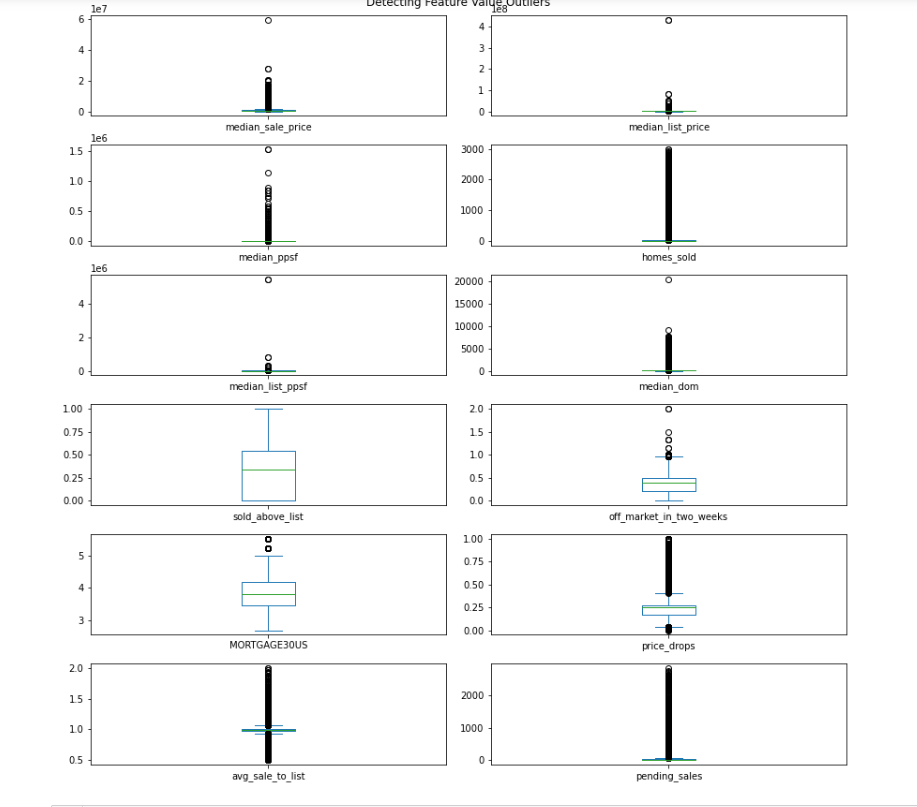 Detecting Feature Value Outliers
1e7
6
4
2
0
median_sale_price
1e8
4
3
2
1
0
median_list_price
1e6
1.5
1.0
0.5
0.0
median_ppsf
3000
2000
1000
0
homes_sold
1e6
4
2
0
median_list_ppsf
20000
15000
10000
5000
0
median_dom
1.00
0.75
0.50
0.25
0.00
sold_above_list
2.0
1.5
1.0
0.5
0.0
off_market_in_two_weeks
5
4
3
MORTGAGE30US
1.00
0.75
0.50
0.25
0.00
price_drops
2.0
1.5
1.0
0.5
avg_sale_to_list
2000
1000
0
pending_sales